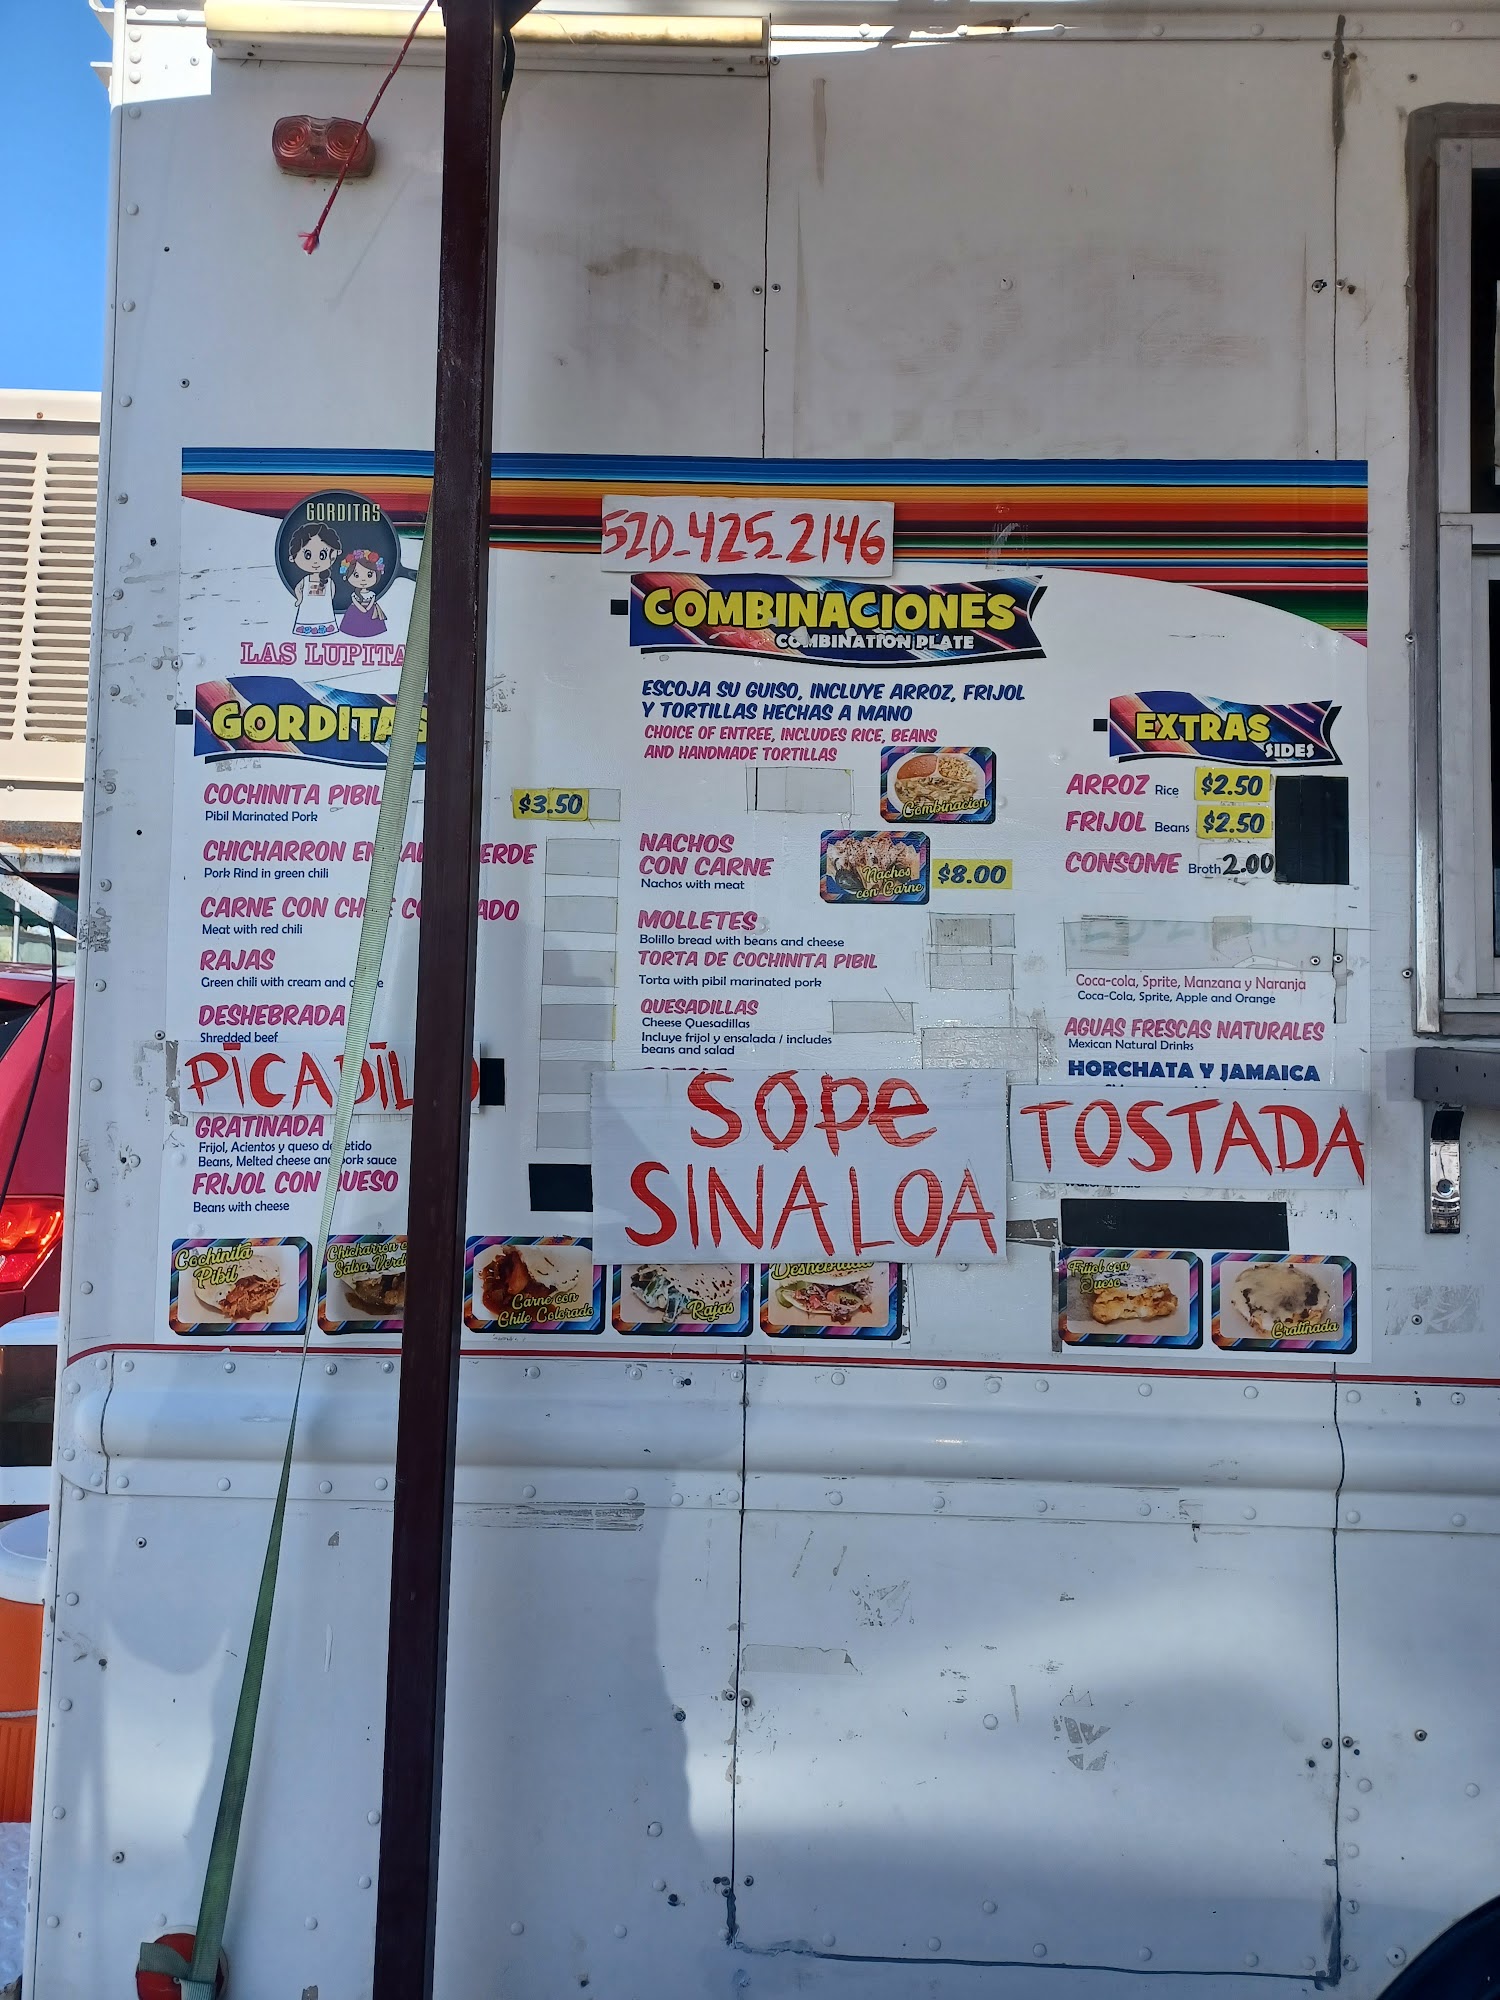 GORDITAS
LAS LUPITA
GORDITAS
COCHINITA PIBIL
Pibil Marinated Pork
$3.50
CHICHARRON EN ERDE
Pork Rind in green chili
CARNE CON
Meat with red chili
RAJAS
Green chili with cream and
DESHEBRADA
Shredded beef
PICADILLO
GRATINADA
Frijol, Acientos y queso
Beans, Melted cheese and pork sauce
FRIJOL CON QUESO
Beans with cheese
520-425-2146
COMBINACIONES
COMBINATION PLATE
ESCOJA SU GUISO, INCLUYE ARROZ, FRIJOL
Y TORTILLAS HECHAS A MANO
CHOICE OF ENTREE, INCLUDES RICE, BEANS
AND HANDMADE TORTILLAS
Combinacion
NACHOS
CON CARNE
Nachos with meat
Nachos
con Carne
$8.00
MOLLETES
Bolillo bread with beans and cheese
TORTA DE COCHINITA PIBIL
Torta with pibil marinated pork
QUESADILLAS
Cheese Quesadillas
Incluye frijol y ensalada / includes
beans and salad
SOPE
SINALOA
EXTRAS
SIDES
ARROZ Rice $2.50
FRIJOL Beans $2.50
CONSOME Broth 2.00
Coca-cola, Sprite, Manzana y Naranja
Coca-Cola, Sprite, Apple and Orange
AGUAS FRESCAS NATURALES
Mexican Natural Drinks
HORCHATA Y JAMAICA
TOSTADA
Cochinita
Pibil
Chicharron
Salsa Verde
Carne con
Chile Colorado
Rajas
Deshebrada
Frijol con
Queso
Gratinada